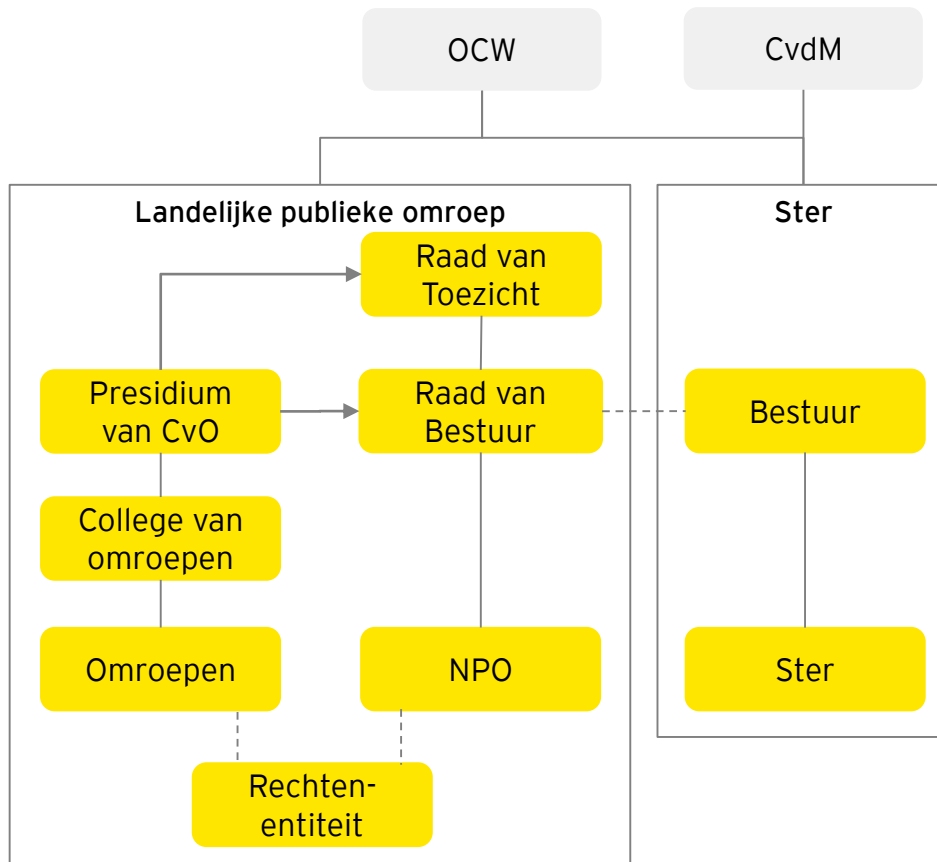 OCW
CvdM
Landelijke publieke omroep
Ster
Raad van
Toezicht
Presidium
van CvO
Raad van
Bestuur
Bestuur
College van
omroepen
Omroepen
NPO
Ster
Rechten-
entiteit